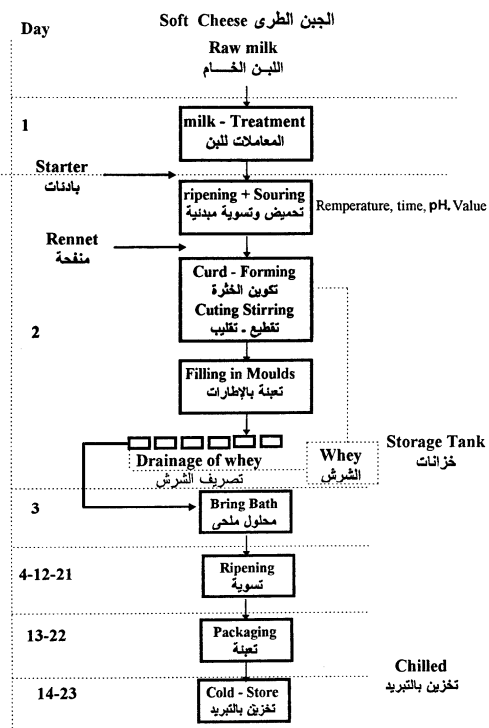 Soft Cheese الجبن الطرى
Day
Raw milk
اللبن الخام
1
milk - Treatment
المعاملات للبن
Starter
بادئات
ripening + Souring
تحميض وتسوية مبدئية
Remperature, time, pH. Value
Rennet
منفحة
Curd - Forming
تكوين الخثرة
Cuting Stirring
تقطيع - تقليب
2
Filling in Moulds
تعبئة بالإطارات
Drainage of whey
تصريف الشرش
Whey
الشرش
Storage Tank
خزانات
3
Bring Bath
محلول ملحى
4-12-21
Ripening
تسوية
13-22
Packaging
تعبئة
Chilled
تخزين بالتبريد
14-23
Cold - Store
تخزين بالتبريد